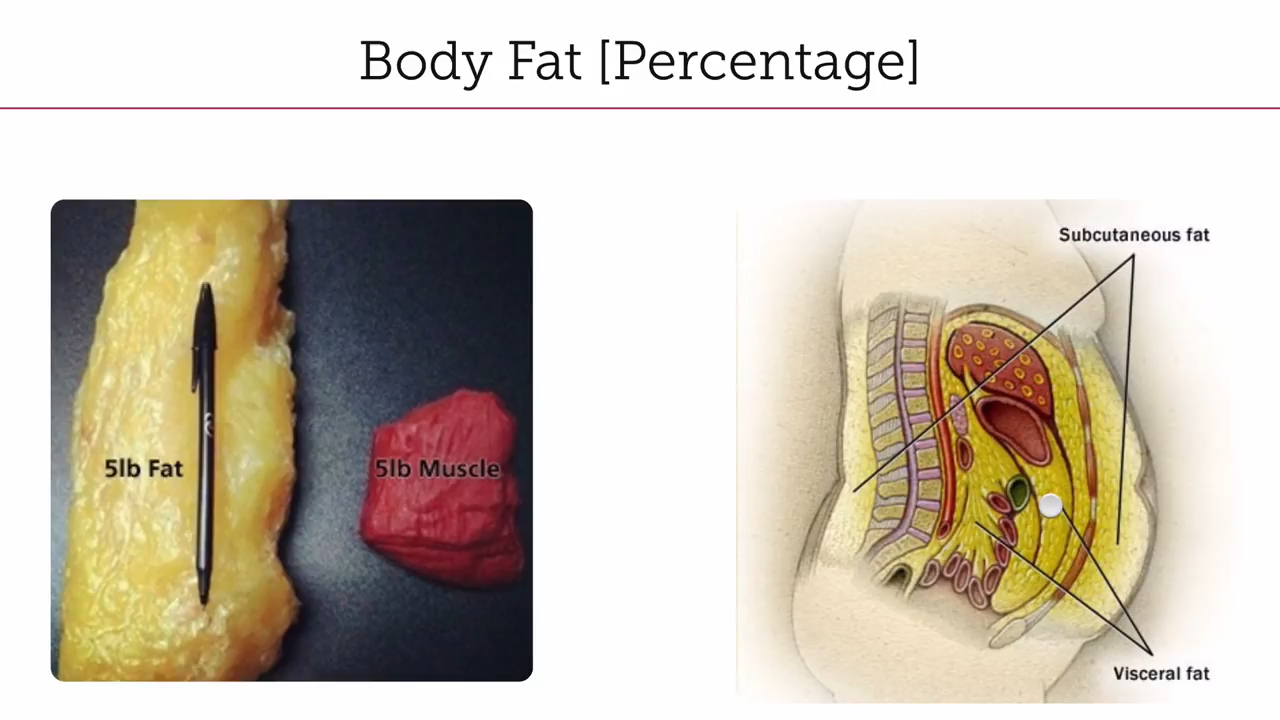 Body Fat [Percentage]
5lb Fat
5lb Muscle
Subcutaneous fat
Visceral fat